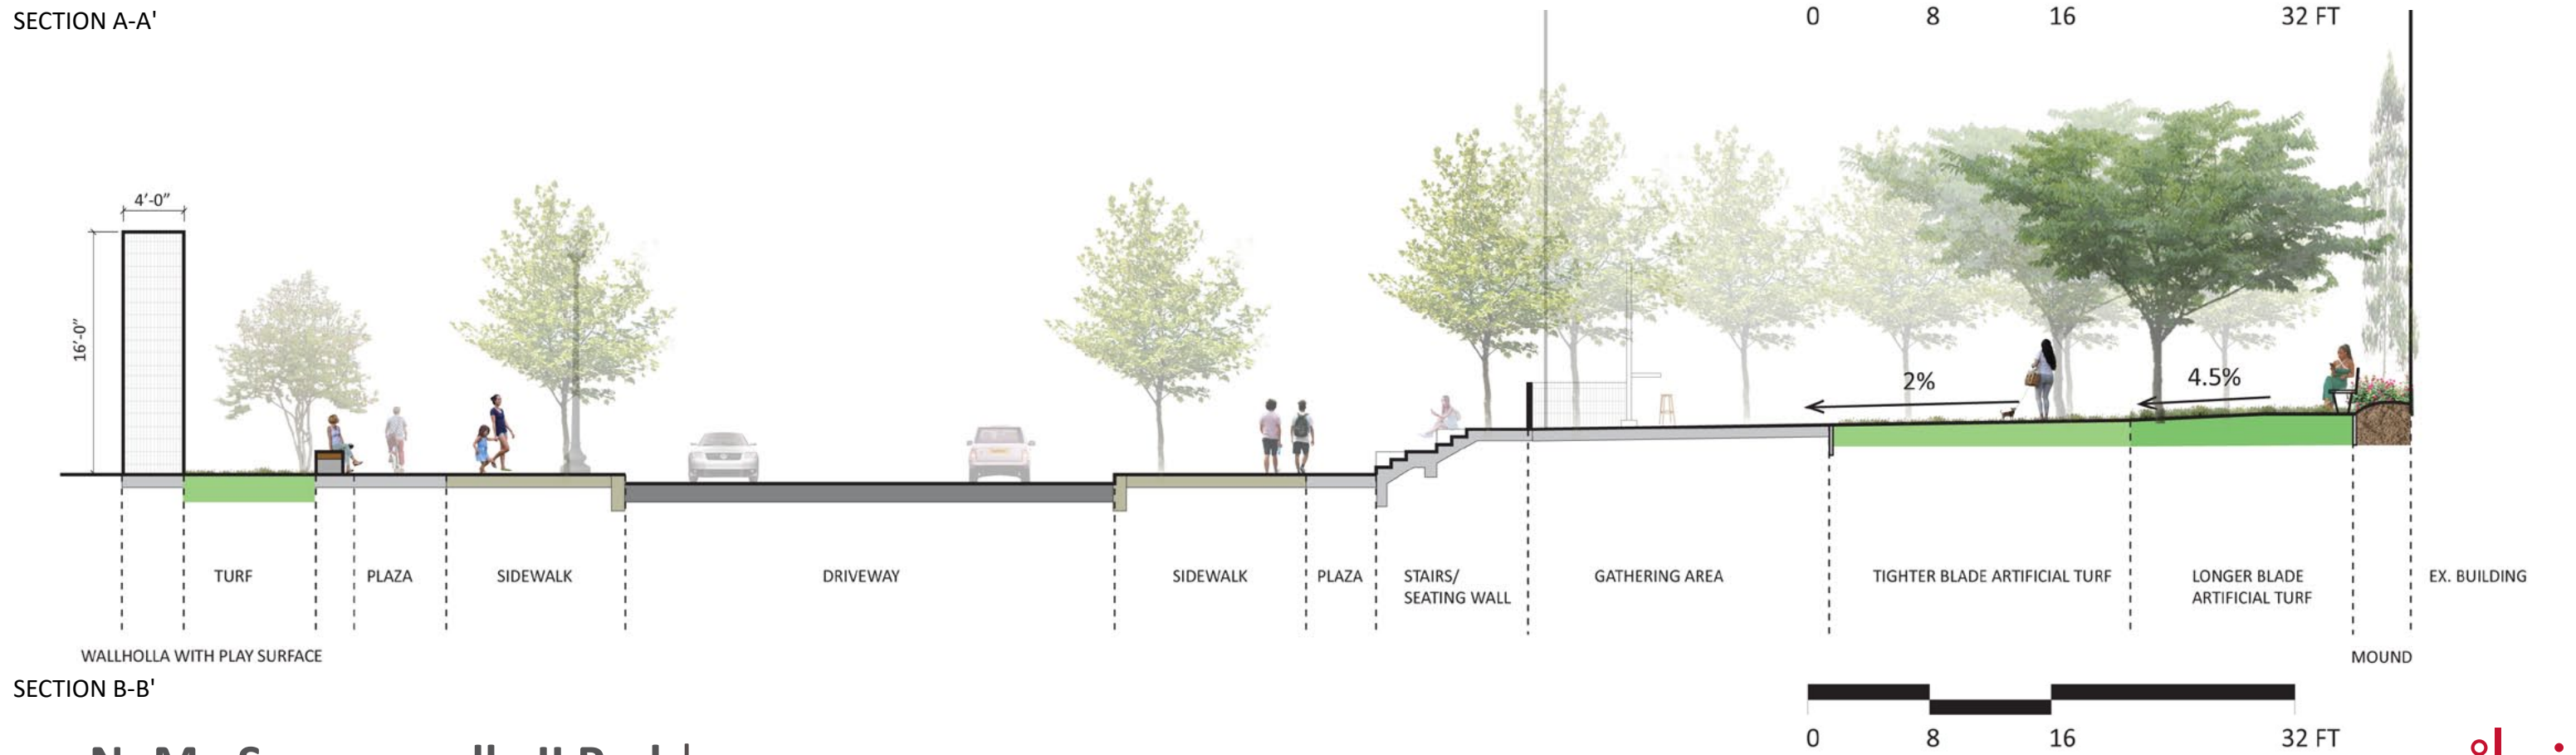 SECTION A-A'
0 8 16 32 FT
4'-0"
16'-0"
2%
4.5%
TURF
PLAZA
SIDEWALK
DRIVEWAY
SIDEWALK
PLAZA
STAIRS/
SEATING WALL
GATHERING AREA
TIGHTER BLADE ARTIFICIAL TURF
LONGER BLADE
ARTIFICIAL TURF
EX. BUILDING
WALLHOLLA WITH PLAY SURFACE
MOUND
SECTION B-B'
0 8 16 32 FT